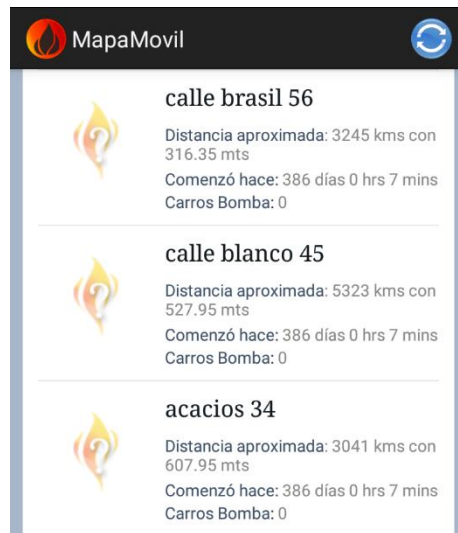 MapaMovil
calle brasil 56
Distancia aproximada: 3245 kms con
316.35 mts
Comenzó hace: 386 días 0 hrs 7 mins
Carros Bomba: 0
calle blanco 45
Distancia aproximada: 5323 kms con
527.95 mts
Comenzó hace: 386 días 0 hrs 7 mins
Carros Bomba: 0
acacios 34
Distancia aproximada: 3041 kms con
607.95 mts
Comenzó hace: 386 días 0 hrs 7 mins
Carros Bomba: 0